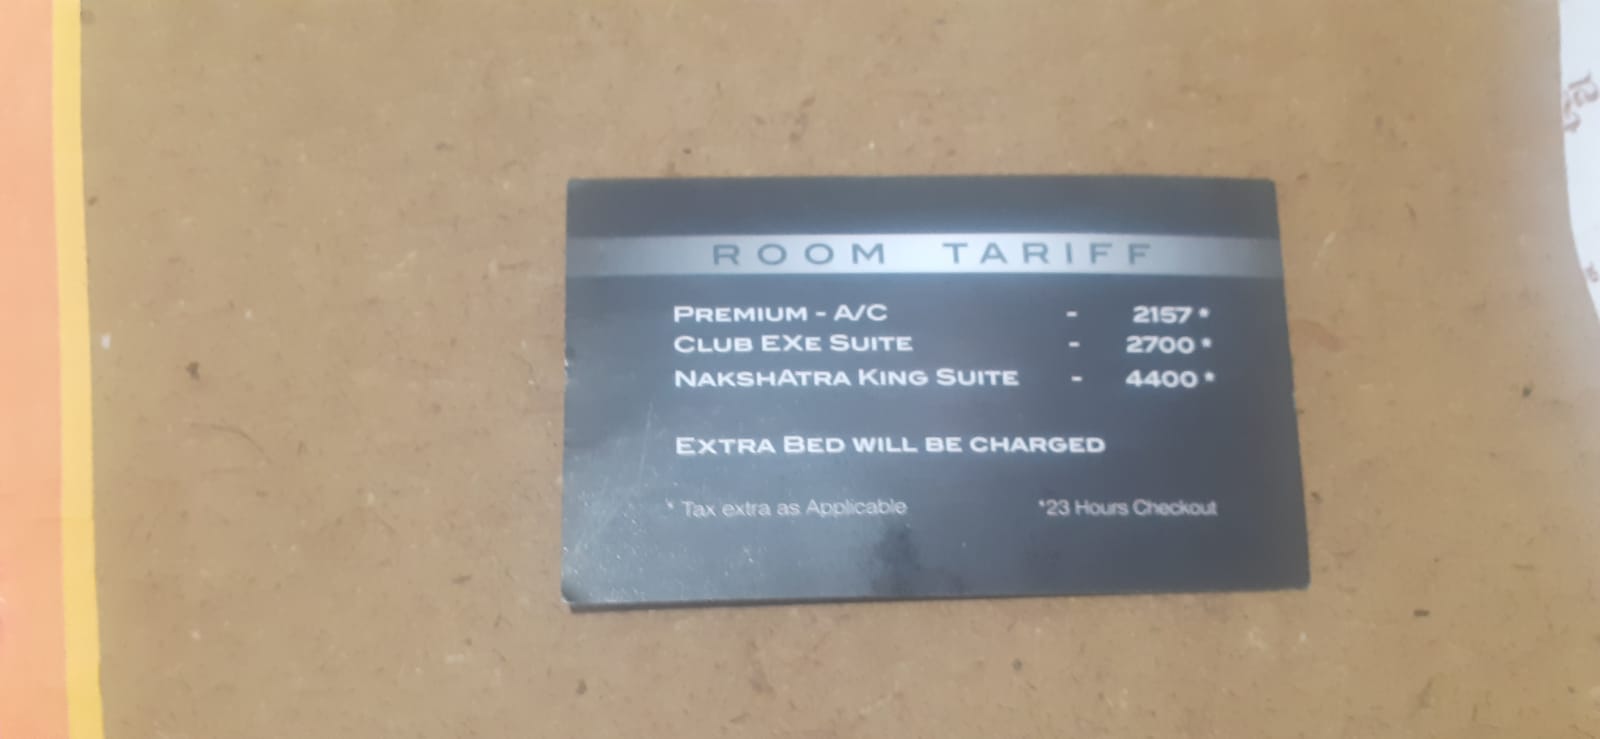 ROOM TARIFF
PREMIUM - A/C - 2157*
CLUB EXE SUITE - 2700*
NAKSHATRA KING SUITE - 4400*
EXTRA BED WILL BE CHARGED
* Tax extra as Applicable *23 Hours Checkout